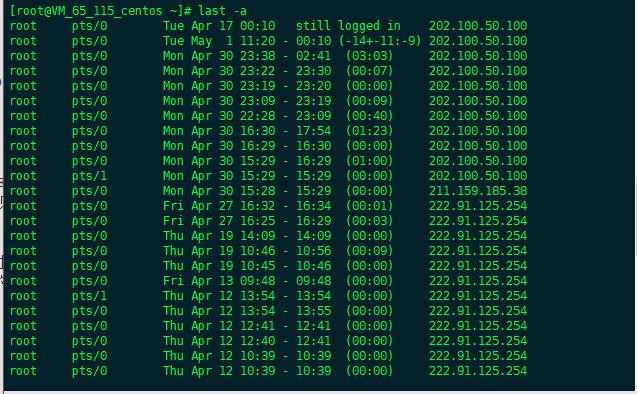 [root@VM_65_115_centos ~]# last -a
root     pts/0        Tue Apr 17 00:10   still logged in    202.100.50.100
root     pts/0        Tue May  1 11:20 - 00:10 (-14+-11:-9) 202.100.50.100
root     pts/0        Mon Apr 30 23:38 - 02:41  (03:03)     202.100.50.100
root     pts/0        Mon Apr 30 23:22 - 23:30  (00:07)     202.100.50.100
root     pts/0        Mon Apr 30 23:19 - 23:20  (00:00)     202.100.50.100
root     pts/0        Mon Apr 30 23:09 - 23:19  (00:09)     202.100.50.100
root     pts/0        Mon Apr 30 22:28 - 23:09  (00:40)     202.100.50.100
root     pts/0        Mon Apr 30 16:30 - 17:54  (01:23)     202.100.50.100
root     pts/0        Mon Apr 30 16:29 - 16:30  (00:00)     202.100.50.100
root     pts/0        Mon Apr 30 15:29 - 16:29  (01:00)     202.100.50.100
root     pts/1        Mon Apr 30 15:29 - 15:29  (00:00)     202.100.50.100
root     pts/0        Mon Apr 30 15:28 - 15:29  (00:00)     211.159.185.38
root     pts/0        Fri Apr 27 16:32 - 16:34  (00:01)     222.91.125.254
root     pts/0        Fri Apr 27 16:25 - 16:29  (00:03)     222.91.125.254
root     pts/0        Thu Apr 19 14:09 - 14:09  (00:00)     222.91.125.254
root     pts/0        Thu Apr 19 10:46 - 10:56  (00:09)     222.91.125.254
root     pts/0        Thu Apr 19 10:45 - 10:46  (00:00)     222.91.125.254
root     pts/0        Fri Apr 13 09:48 - 09:48  (00:00)     222.91.125.254
root     pts/1        Thu Apr 12 13:54 - 13:54  (00:00)     222.91.125.254
root     pts/0        Thu Apr 12 13:54 - 13:55  (00:00)     222.91.125.254
root     pts/0        Thu Apr 12 12:41 - 12:41  (00:00)     222.91.125.254
root     pts/0        Thu Apr 12 12:40 - 12:41  (00:00)     222.91.125.254
root     pts/0        Thu Apr 12 10:39 - 10:39  (00:00)     222.91.125.254
root     pts/0        Thu Apr 12 10:39 - 10:39  (00:00)     222.91.125.254